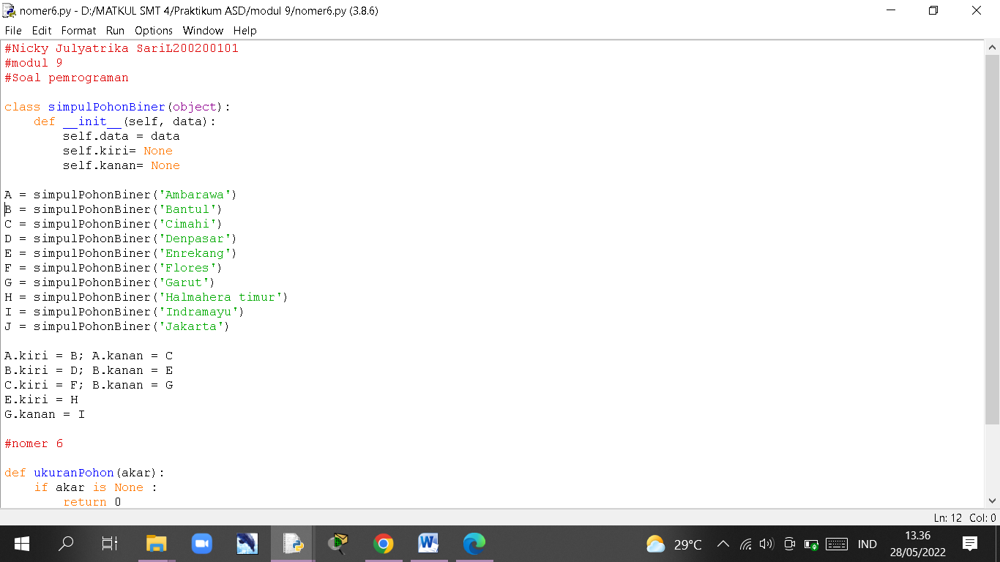 nomer6.py - D:/MATKUL SMT 4/Praktikum ASD/modul 9/nomer6.py (3.8.6)
File Edit Format Run Options Window Help
#Nicky Julyatrika SariL200200101
#modul 9
#Soal pemrograman
class simpulPohonBiner(object):
    def __init__(self, data):
        self.data = data
        self.kiri= None
        self.kanan= None
A = simpulPohonBiner('Ambarawa')
B = simpulPohonBiner('Bantul')
C = simpulPohonBiner('Cimahi')
D = simpulPohonBiner('Denpasar')
E = simpulPohonBiner('Enrekang')
F = simpulPohonBiner('Flores')
G = simpulPohonBiner('Garut')
H = simpulPohonBiner('Halmahera timur')
I = simpulPohonBiner('Indramayu')
J = simpulPohonBiner('Jakarta')
A.kiri = B; A.kanan = C
B.kiri = D; B.kanan = E
C.kiri = F; B.kanan = G
E.kiri = H
G.kanan = I
#nomer 6
def ukuranPohon(akar):
    if akar is None :
        return 0
Ln: 12 Col: 0
29°C
IND
13.36
28/05/2022